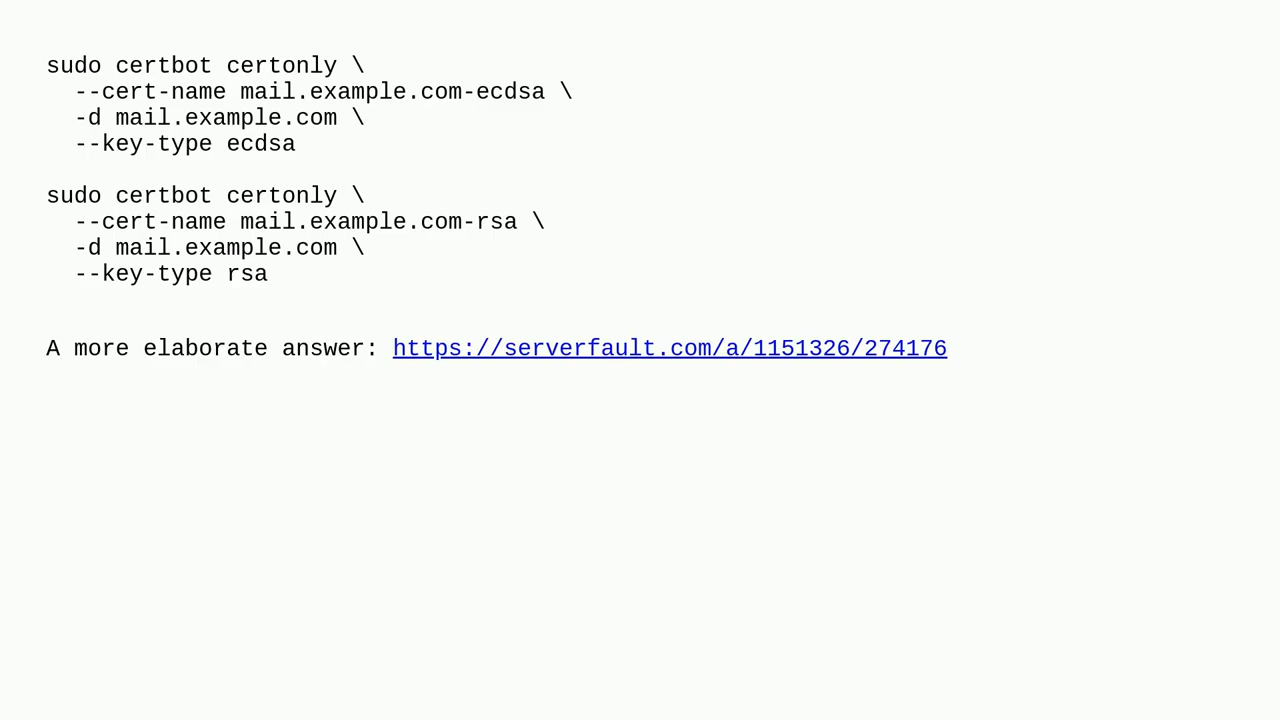 sudo certbot certonly \
  --cert-name mail.example.com-ecdsa \
  -d mail.example.com \
  --key-type ecdsa

sudo certbot certonly \
  --cert-name mail.example.com-rsa \
  -d mail.example.com \
  --key-type rsa

A more elaborate answer: https://serverfault.com/a/1151326/274176